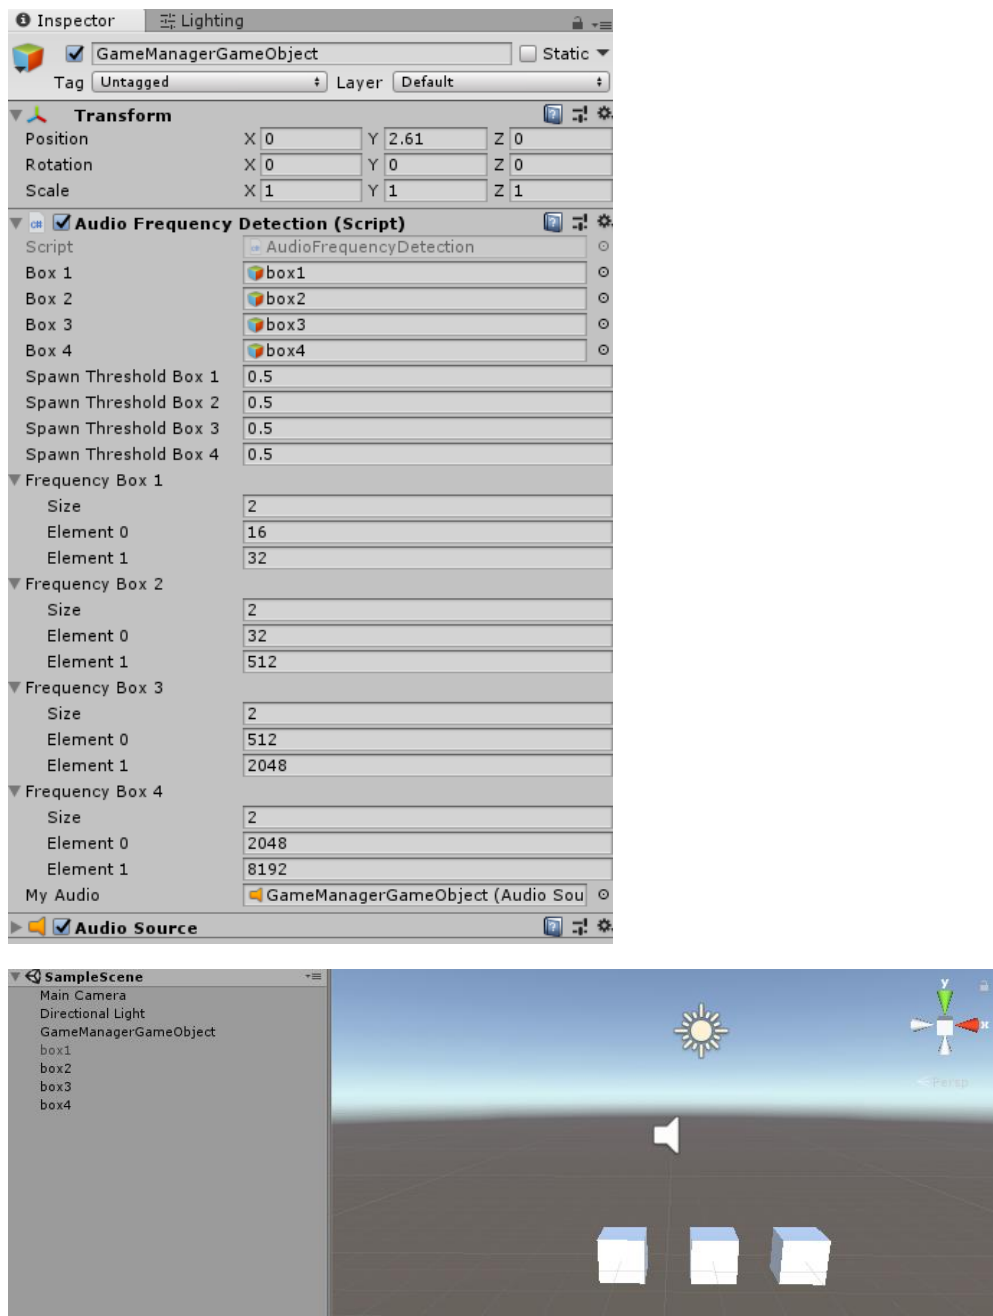 Inspector Lighting
GameManagerGameObject Static
Tag Untagged Layer Default
Transform
Position X 0 Y 2.61 Z 0
Rotation X 0 Y 0 Z 0
Scale X 1 Y 1 Z 1
c# Audio Frequency Detection (Script)
Script AudioFrequencyDetection
Box 1 box1
Box 2 box2
Box 3 box3
Box 4 box4
Spawn Threshold Box 1 0.5
Spawn Threshold Box 2 0.5
Spawn Threshold Box 3 0.5
Spawn Threshold Box 4 0.5
Frequency Box 1
Size 2
Element 0 16
Element 1 32
Frequency Box 2
Size 2
Element 0 32
Element 1 512
Frequency Box 3
Size 2
Element 0 512
Element 1 2048
Frequency Box 4
Size 2
Element 0 2048
Element 1 8192
My Audio GameManagerGameObject (Audio Sou
Audio Source
SampleScene
Main Camera
Directional Light
GameManagerGameObject
box1
box2
box3
box4
y
x
Persp